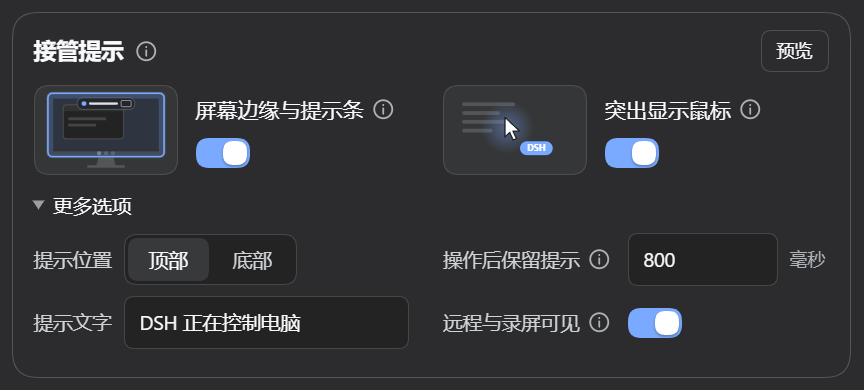 接管提示
预览
屏幕边缘与提示条
突出显示鼠标
DSH
更多选项
提示位置 顶部 底部
操作后保留提示 800 毫秒
提示文字 DSH 正在控制电脑
远程与录屏可见